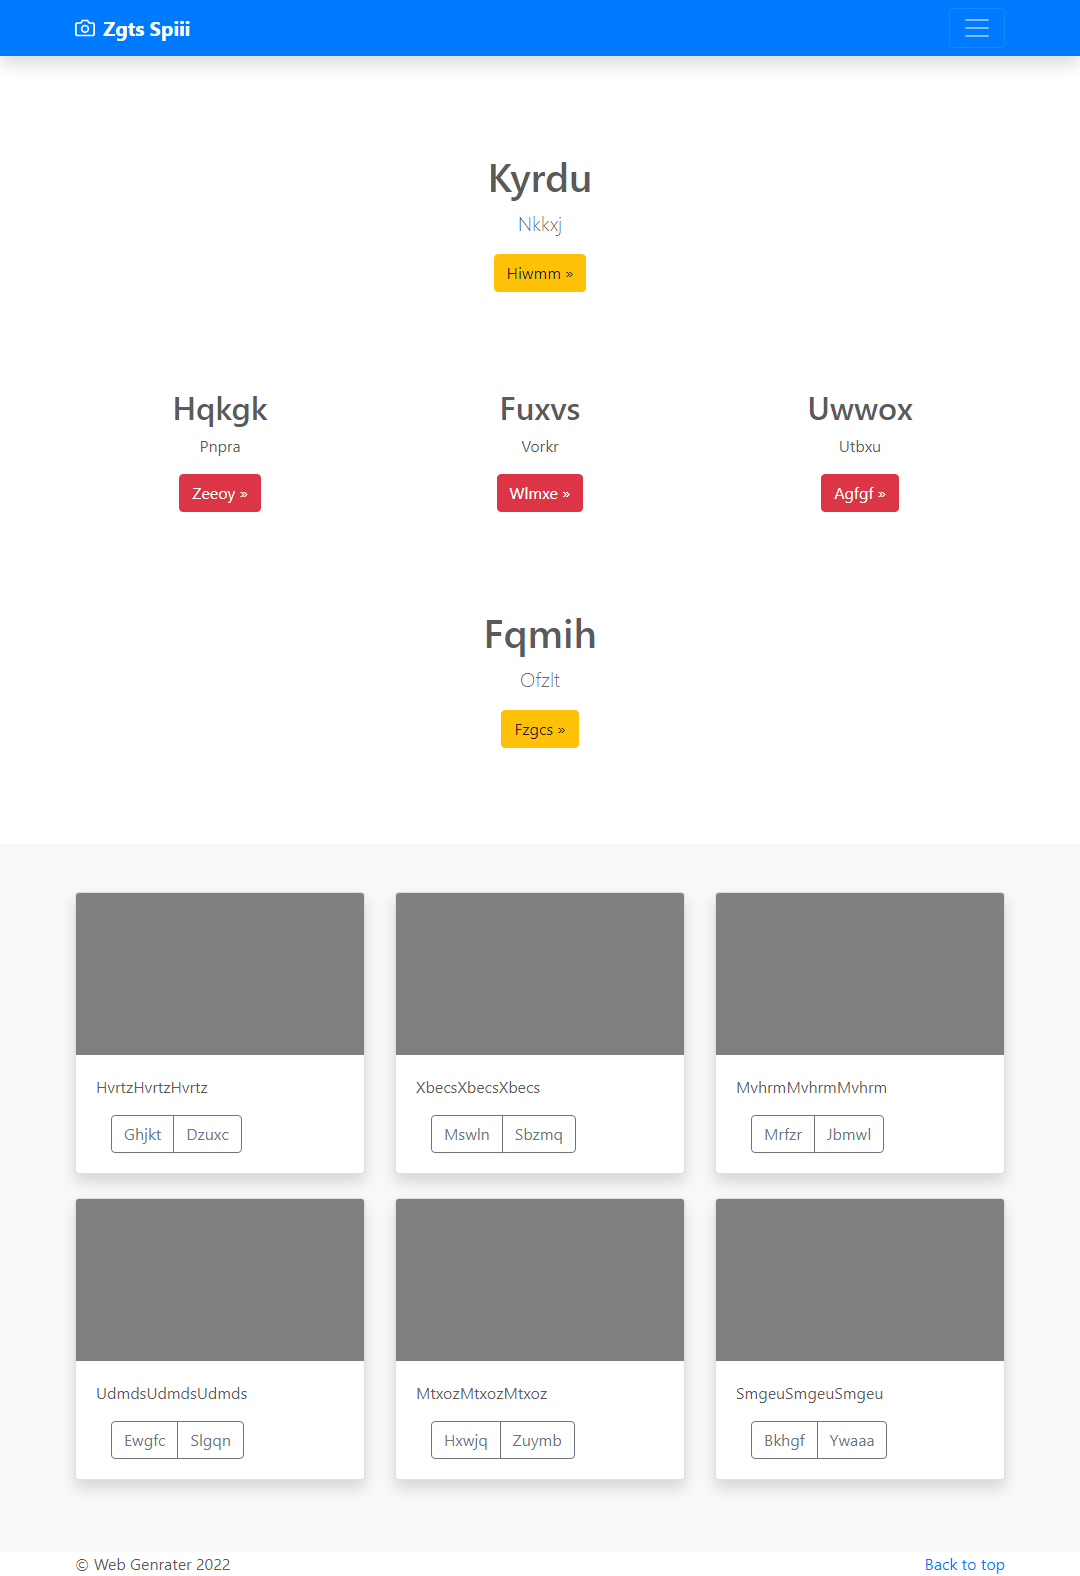 Zgts Spiii
Kyrdu
Nkkxj
Hiwmm »
Hqkgk
Pnpra
Zeeoy »
Fuxvs
Vorkr
Wlmxe »
Uwwox
Utbxu
Agfgf »
Fqmih
Ofzlt
Fzgcs »
HvrtzHvrtzHvrtz
Ghjkt Dzuxc
XbecsXbecsXbecs
Mswln Sbzmq
MvhrmMvhrmMvhrm
Mrfzr Jbmwl
UdmdsUdmdsUdmds
Ewgfc Slgqn
MtxozMtxozMtxoz
Hxwjq Zuymb
SmgeuSmgeuSmgeu
Bkhgf Ywaaa
© Web Genrater 2022
Back to top